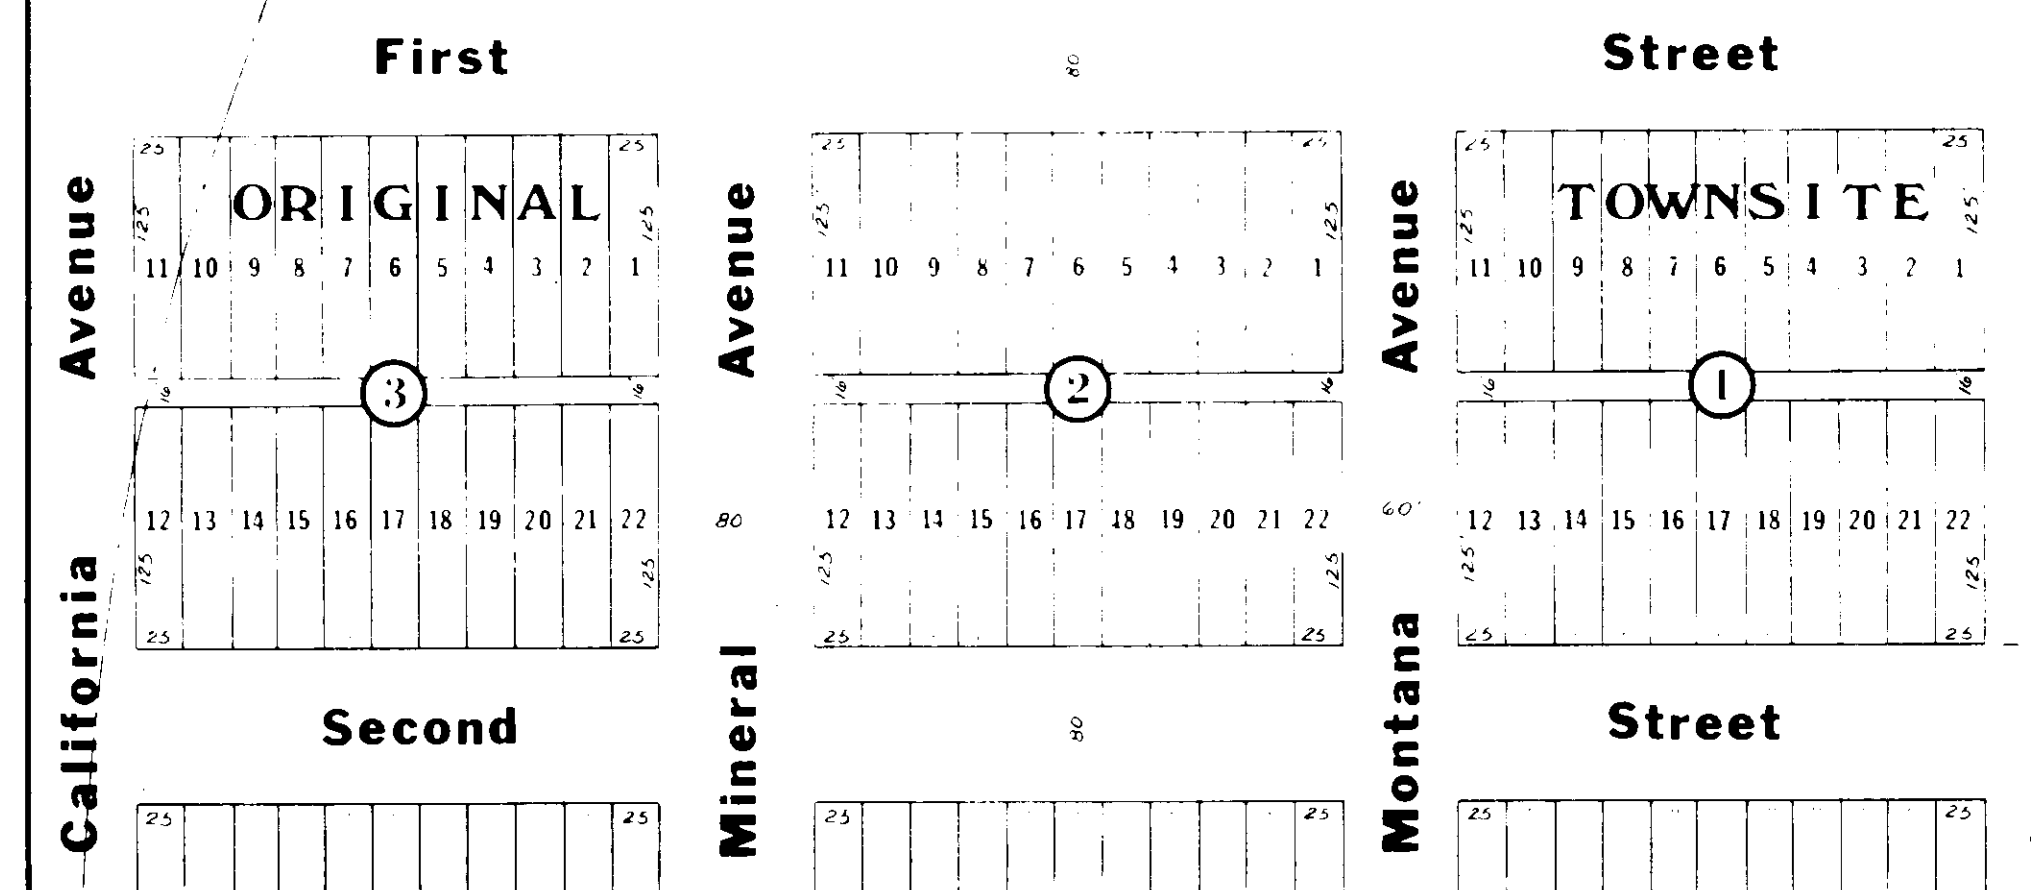 First 80 Street
25 25 25 25 25 25
ORIGINAL TOWNSITE
125 125 125 125 125 125'
Avenue Avenue Avenue
11 10 9 8 7 6 5 4 3 2 1
11 10 9 8 7 6 5 4 3 2 1
11 10 9 8 7 6 5 4 3 2 1
16 3 16 16 2 16 16 1 16
12 13 14 15 16 17 18 19 20 21 22
80
12 13 14 15 16 17 18 19 20 21 22
60'
12 13 14 15 16 17 18 19 20 21 22
125 125 125 125 125' 125
25 25 25 25 25 25
California Mineral Montana
Second 80 Street
25 25 25 25 25 25